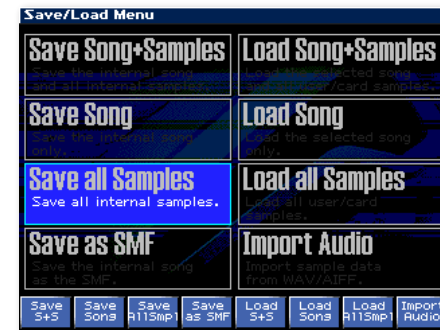 Save/Load Menu
Save Song+Samples
Save the internal song
and all internal samples.
Load Song+Samples
Load the selected song
and all user/card samples.
Save Song
Save the internal song
only.
Load Song
Load the selected song
only.
Save all Samples
Save all internal samples.
Load all Samples
Load all user/card
samples.
Save as SMF
Save the internal song
as the SMF.
Import Audio
Import sample data
from WAV/AIFF.
Save S+S
Save Song
Save AllSmpl
Save as SMF
Load S+S
Load Song
Load AllSmpl
Import Audio